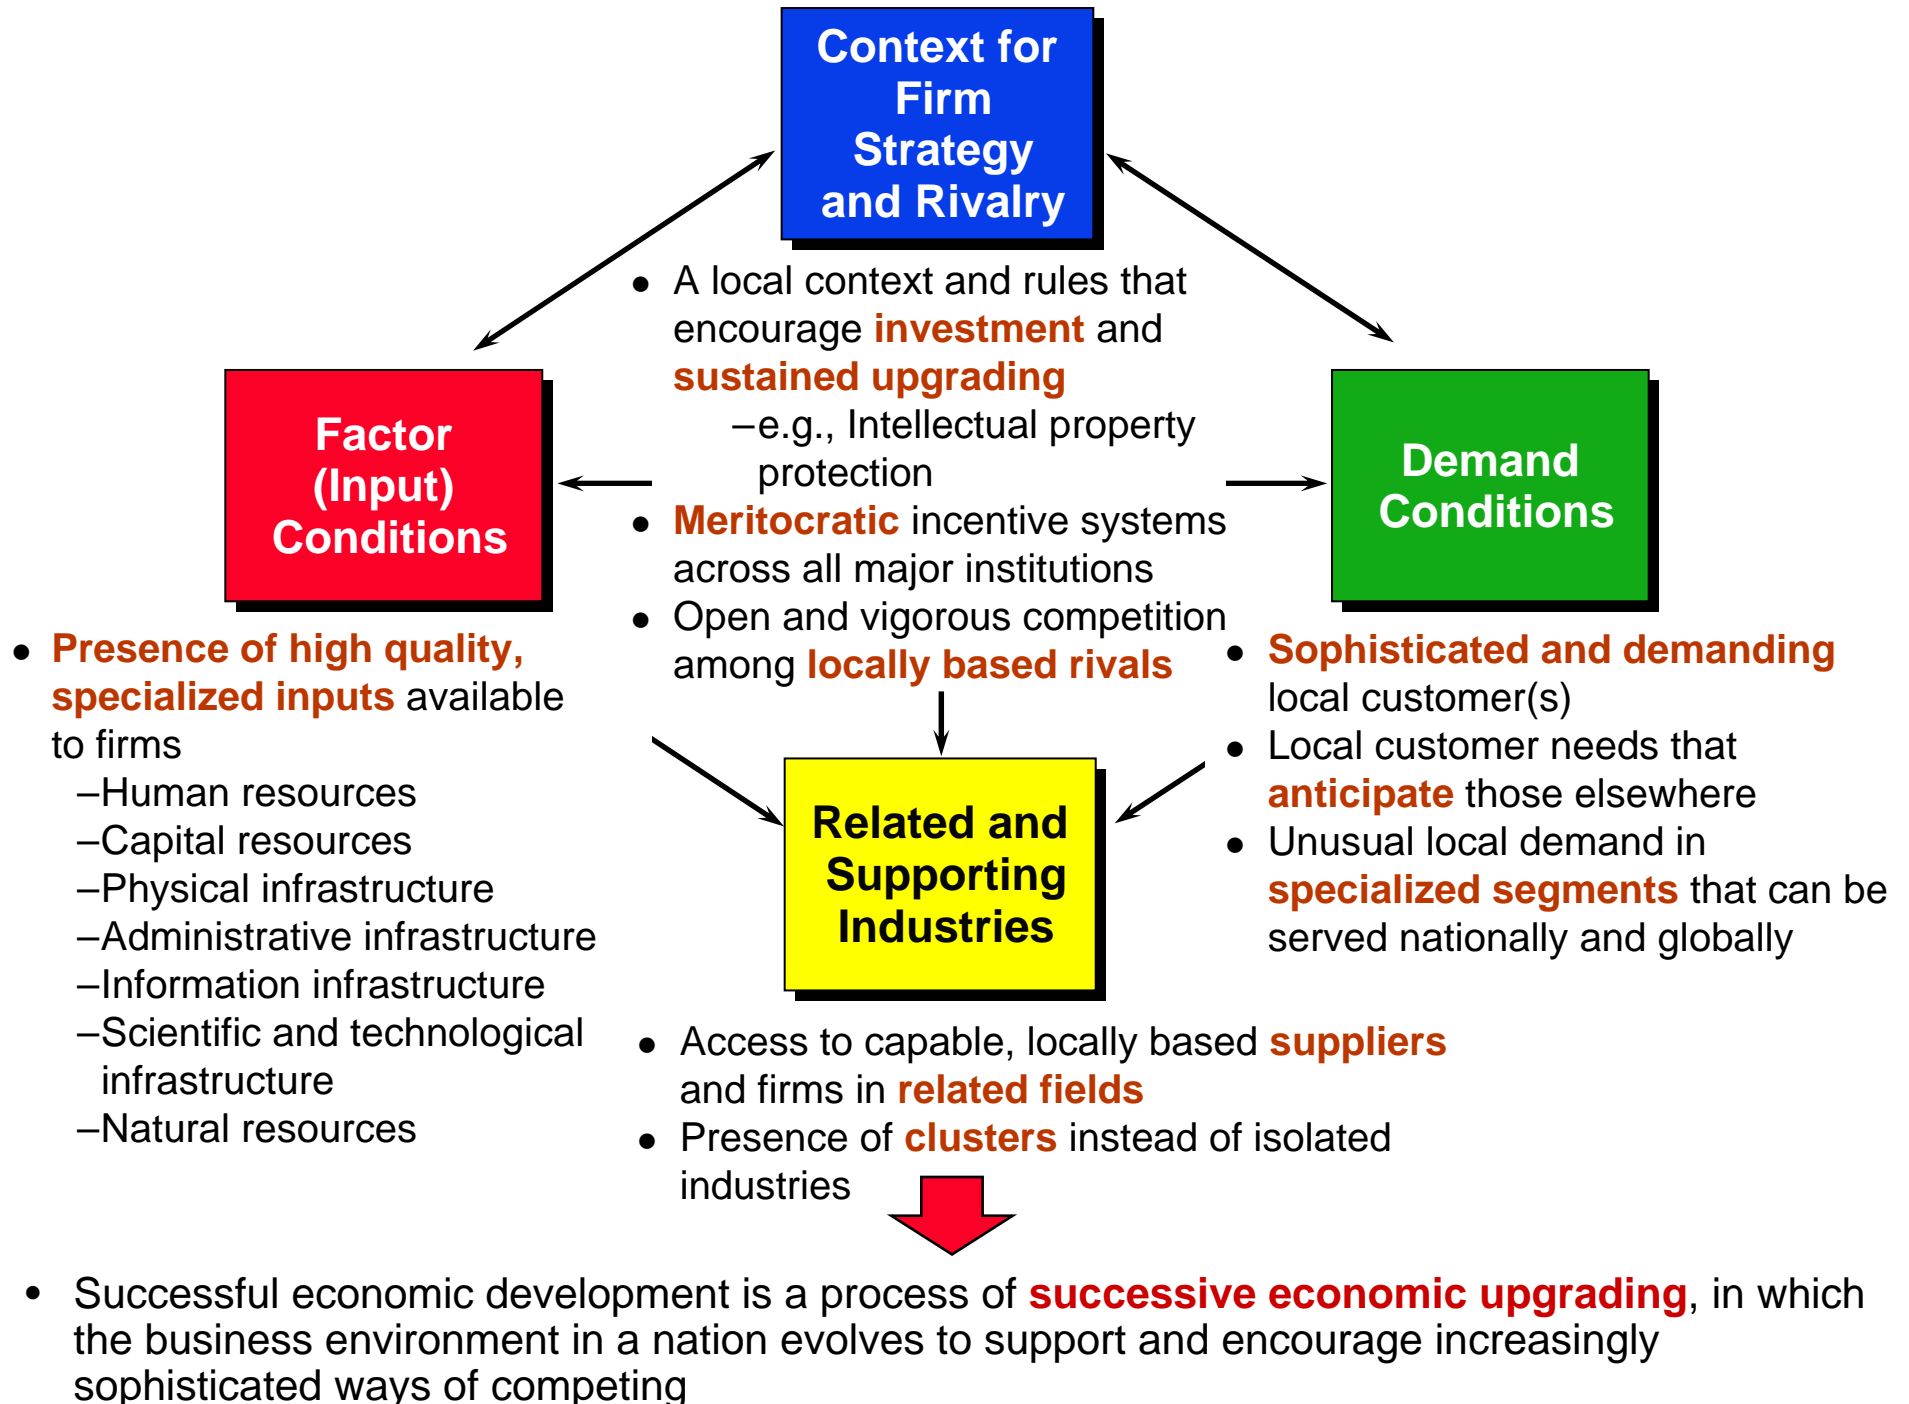 Context for
Firm
Strategy
and Rivalry
● A local context and rules that
encourage investment and
sustained upgrading
–e.g., Intellectual property
protection
● Meritocratic incentive systems
across all major institutions
● Open and vigorous competition
among locally based rivals
Factor
(Input)
Conditions
● Presence of high quality,
specialized inputs available
to firms
–Human resources
–Capital resources
–Physical infrastructure
–Administrative infrastructure
–Information infrastructure
–Scientific and technological
infrastructure
–Natural resources
Demand
Conditions
● Sophisticated and demanding
local customer(s)
● Local customer needs that
anticipate those elsewhere
● Unusual local demand in
specialized segments that can be
served nationally and globally
Related and
Supporting
Industries
● Access to capable, locally based suppliers
and firms in related fields
● Presence of clusters instead of isolated
industries
• Successful economic development is a process of successive economic upgrading, in which
the business environment in a nation evolves to support and encourage increasingly
sophisticated ways of competing